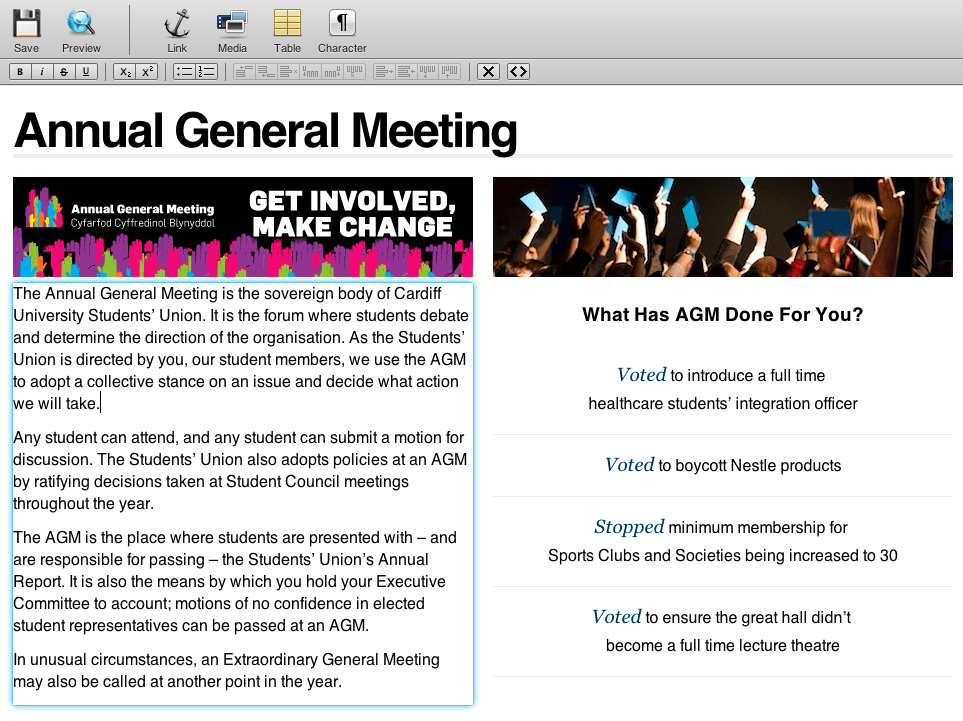 Save
Preview
Link
Media
Table
Character
B
i
S
U
X₂
X²
Annual General Meeting
Annual General Meeting
Cyfarfod Cyffredinol Blynyddol
GET INVOLVED,
MAKE CHANGE
The Annual General Meeting is the sovereign body of Cardiff
University Students’ Union. It is the forum where students debate
and determine the direction of the organisation. As the Students’
Union is directed by you, our student members, we use the AGM
to adopt a collective stance on an issue and decide what action
we will take.
Any student can attend, and any student can submit a motion for
discussion. The Students’ Union also adopts policies at an AGM
by ratifying decisions taken at Student Council meetings
throughout the year.
The AGM is the place where students are presented with – and
are responsible for passing – the Students’ Union’s Annual
Report. It is also the means by which you hold your Executive
Committee to account; motions of no confidence in elected
student representatives can be passed at an AGM.
In unusual circumstances, an Extraordinary General Meeting
may also be called at another point in the year.
What Has AGM Done For You?
Voted to introduce a full time
healthcare students’ integration officer
Voted to boycott Nestle products
Stopped minimum membership for
Sports Clubs and Societies being increased to 30
Voted to ensure the great hall didn’t
become a full time lecture theatre